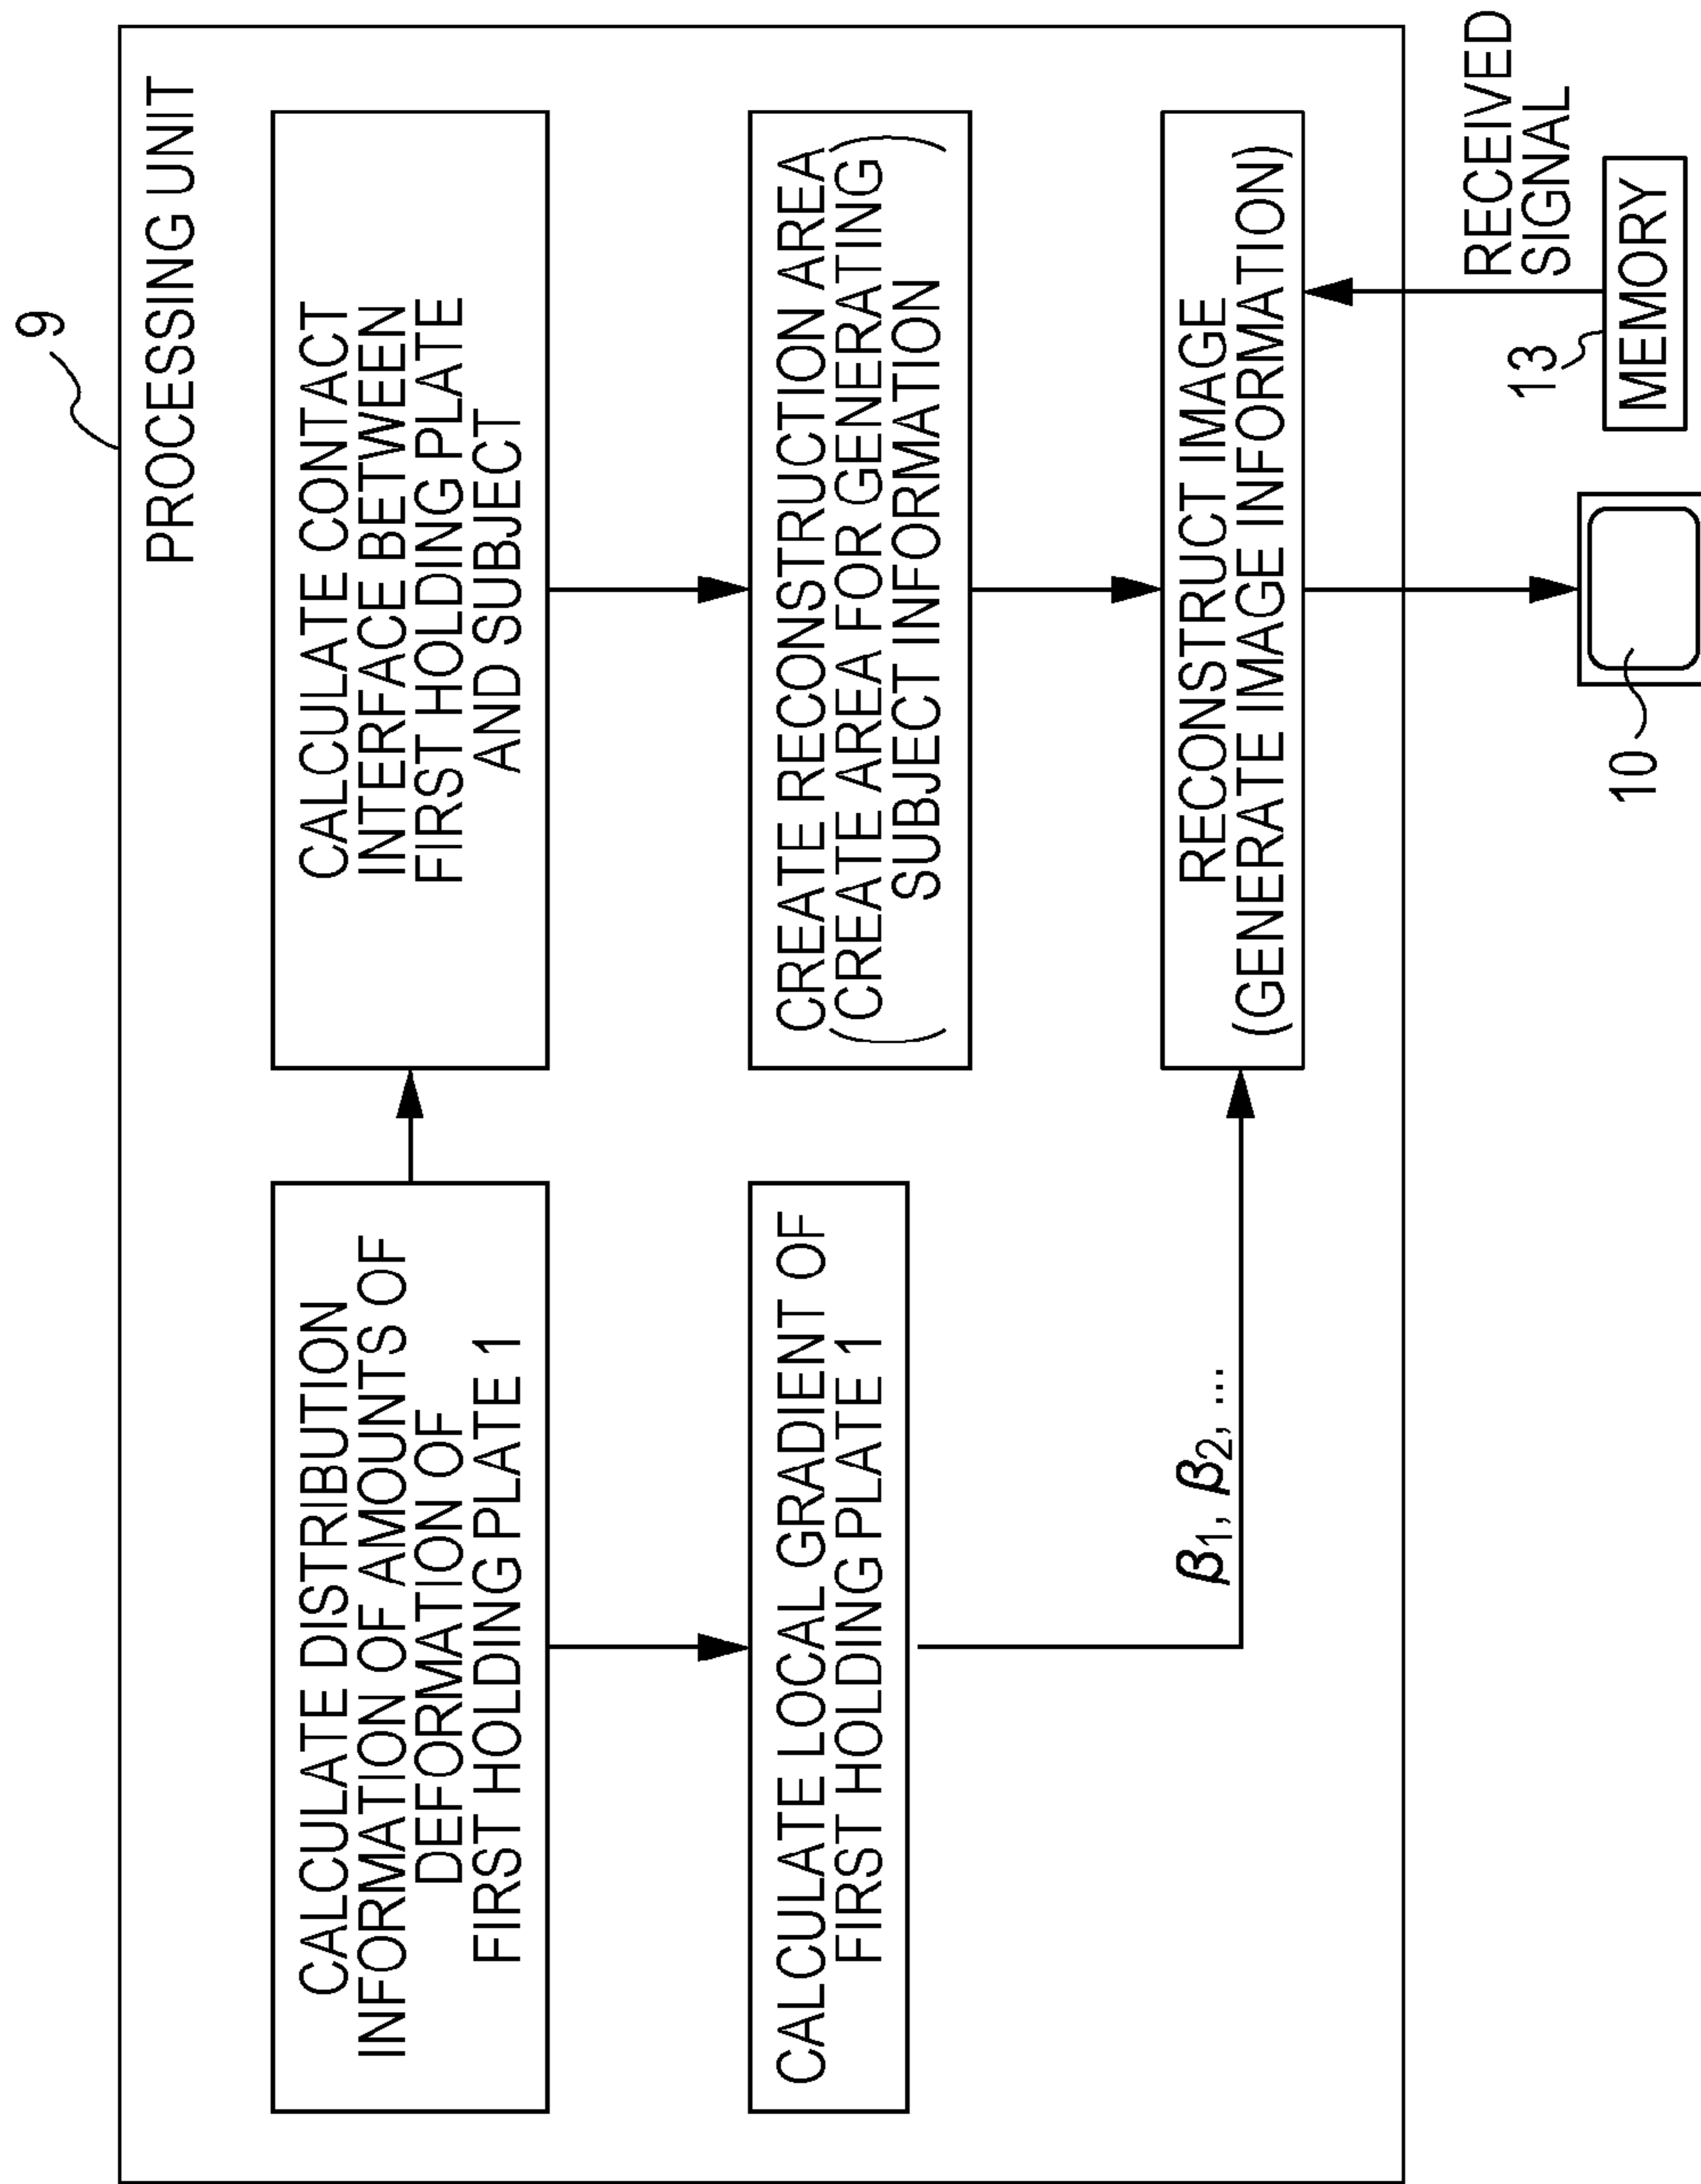 9
PROCESSING UNIT
CALCULATE DISTRIBUTION
INFORMATION OF AMOUNTS OF
DEFORMATION OF
FIRST HOLDING PLATE 1
CALCULATE CONTACT
INTERFACE BETWEEN
FIRST HOLDING PLATE
AND SUBJECT
CALCULATE LOCAL GRADIENT OF
FIRST HOLDING PLATE 1
CREATE RECONSTRUCTION AREA
(CREATE AREA FOR GENERATING
SUBJECT INFORMATION)
β1, β2, ...
RECONSTRUCT IMAGE
(GENERATE IMAGE INFORMATION)
RECEIVED
SIGNAL
13
MEMORY
10